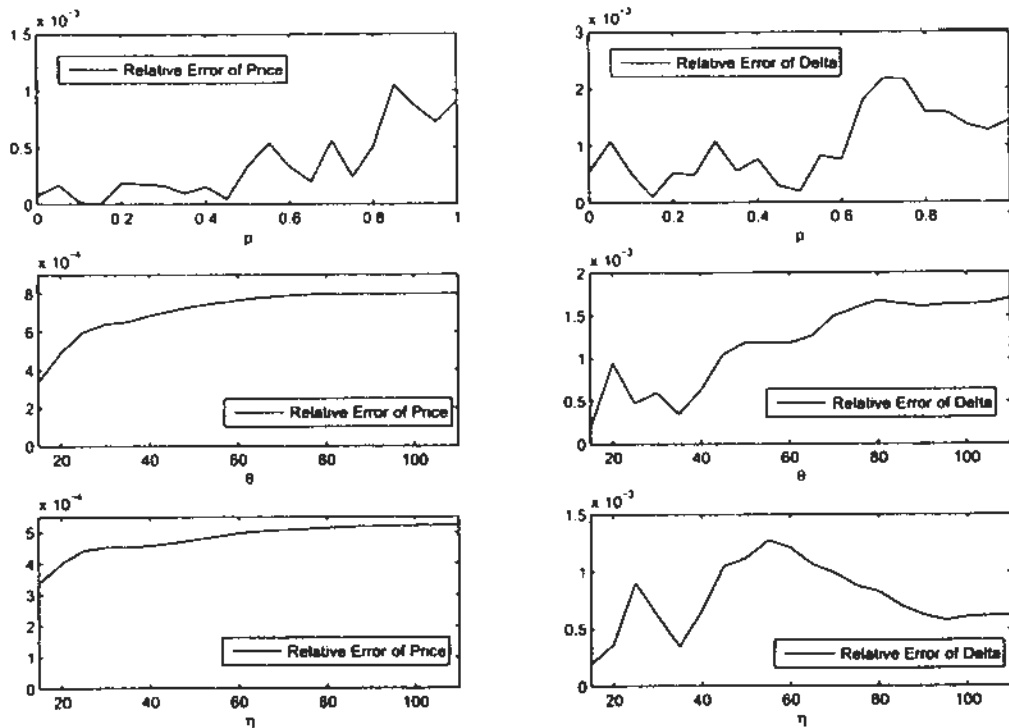 x 10⁻³
1.5
1
0.5
0
Relative Error of Price
0 0.2 0.4 0.6 0.8 1
p
x 10⁻³
3
2
1
0
Relative Error of Delta
0 0.2 0.4 0.6 0.8 1
p
x 10⁻⁴
8
6
4
2
0
Relative Error of Price
20 40 60 80 100
θ
x 10⁻³
2
1.5
1
0.5
0
Relative Error of Delta
20 40 60 80 100
θ
x 10⁻⁴
5
4
3
2
1
0
Relative Error of Price
20 40 60 80 100
η
x 10⁻³
1.5
1
0.5
0
Relative Error of Delta
20 40 60 80 100
η